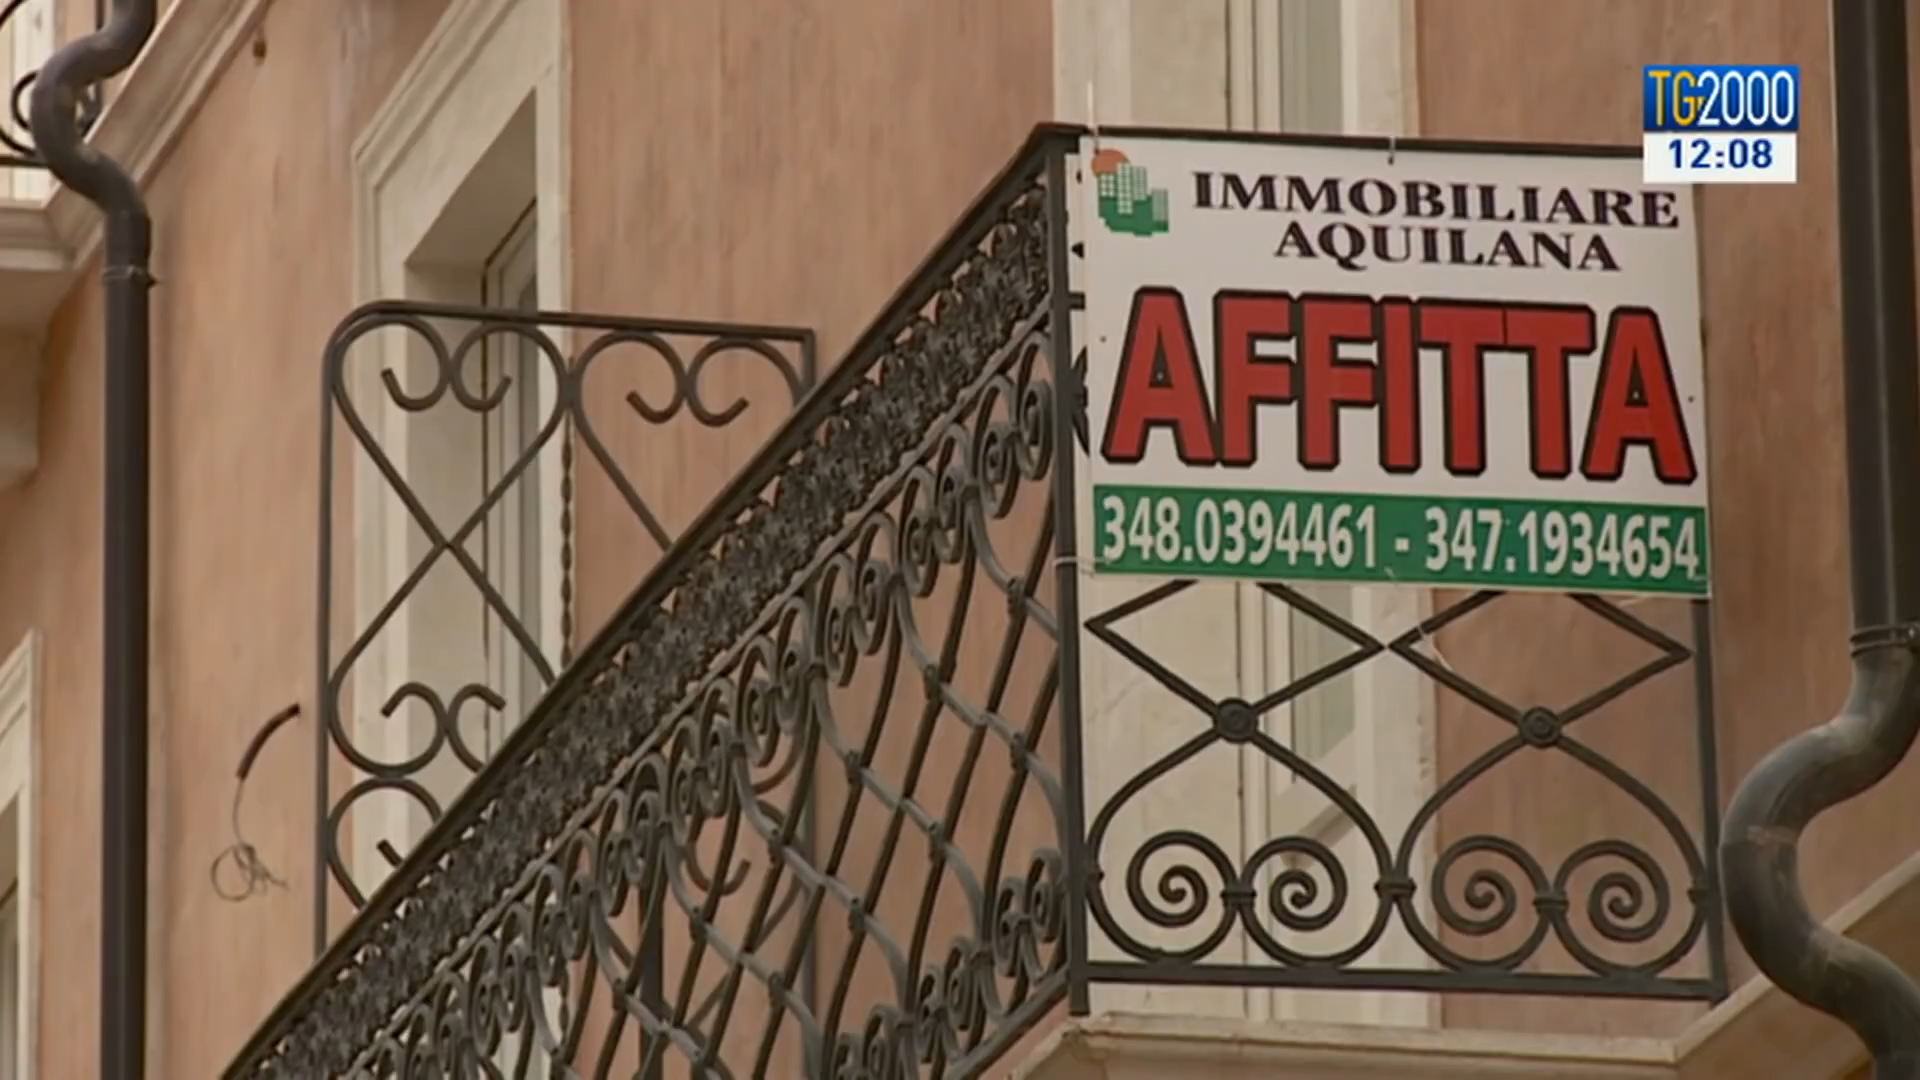 TG2000
12:08
IMMOBILIARE
AQUILANA
AFFITTA
348.0394461 - 347.1934654